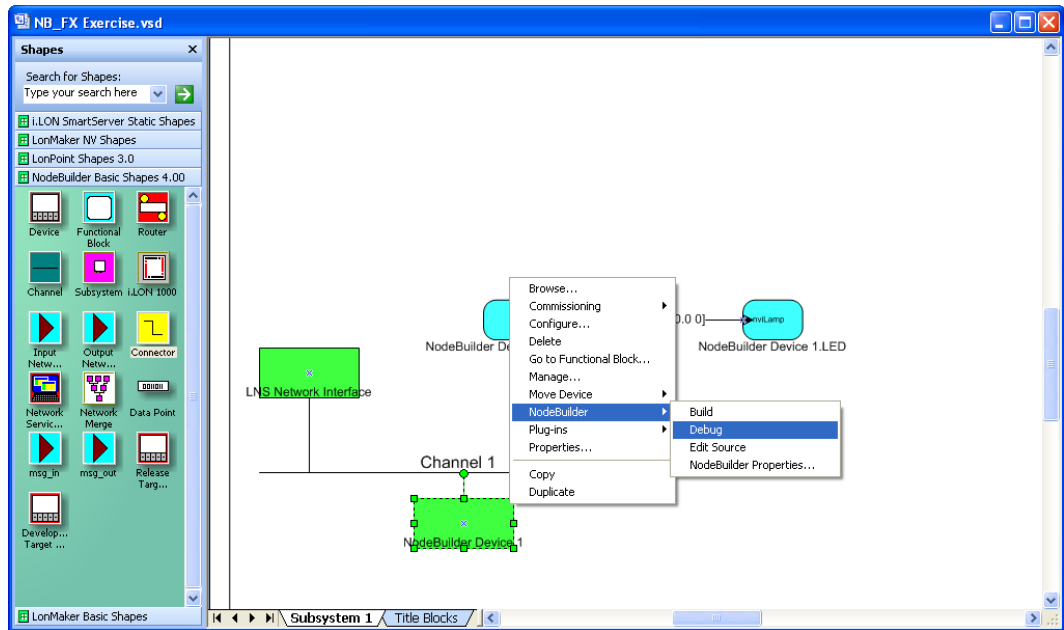 NB_FX Exercise.vsd
Shapes
Search for Shapes:
Type your search here
i.LON SmartServer Static Shapes
LonMaker NV Shapes
LonPoint Shapes 3.0
NodeBuilder Basic Shapes 4.00
Device
Functional Block
Router
Channel
Subsystem
i.LON 1000
Input Netw...
Output Netw...
Connector
Network Servic...
Network Merge
Data Point
msg_in
msg_out
Release Targ...
Develop... Target ...
LonMaker Basic Shapes
LNS Network Interface
Channel 1
NodeBuilder Device 1
NodeBuilder De
0.0 0]
nviLamp
NodeBuilder Device 1.LED
Browse...
Commissioning
Configure...
Delete
Go to Functional Block...
Manage...
Move Device
NodeBuilder
Plug-ins
Properties...
Copy
Duplicate
Build
Debug
Edit Source
NodeBuilder Properties...
Subsystem 1
Title Blocks